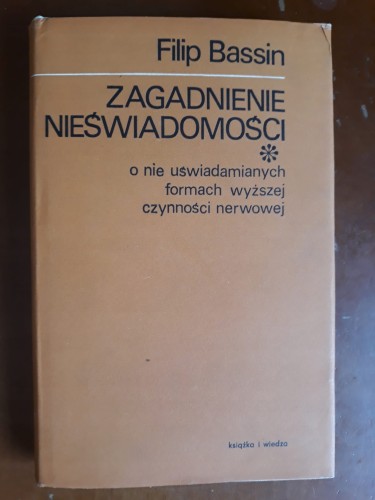 Filip Bassin
ZAGADNIENIE
NIEŚWIADOMOŚCI
*
o nie uświadamianych
formach wyższej
czynności nerwowej
książka i wiedza